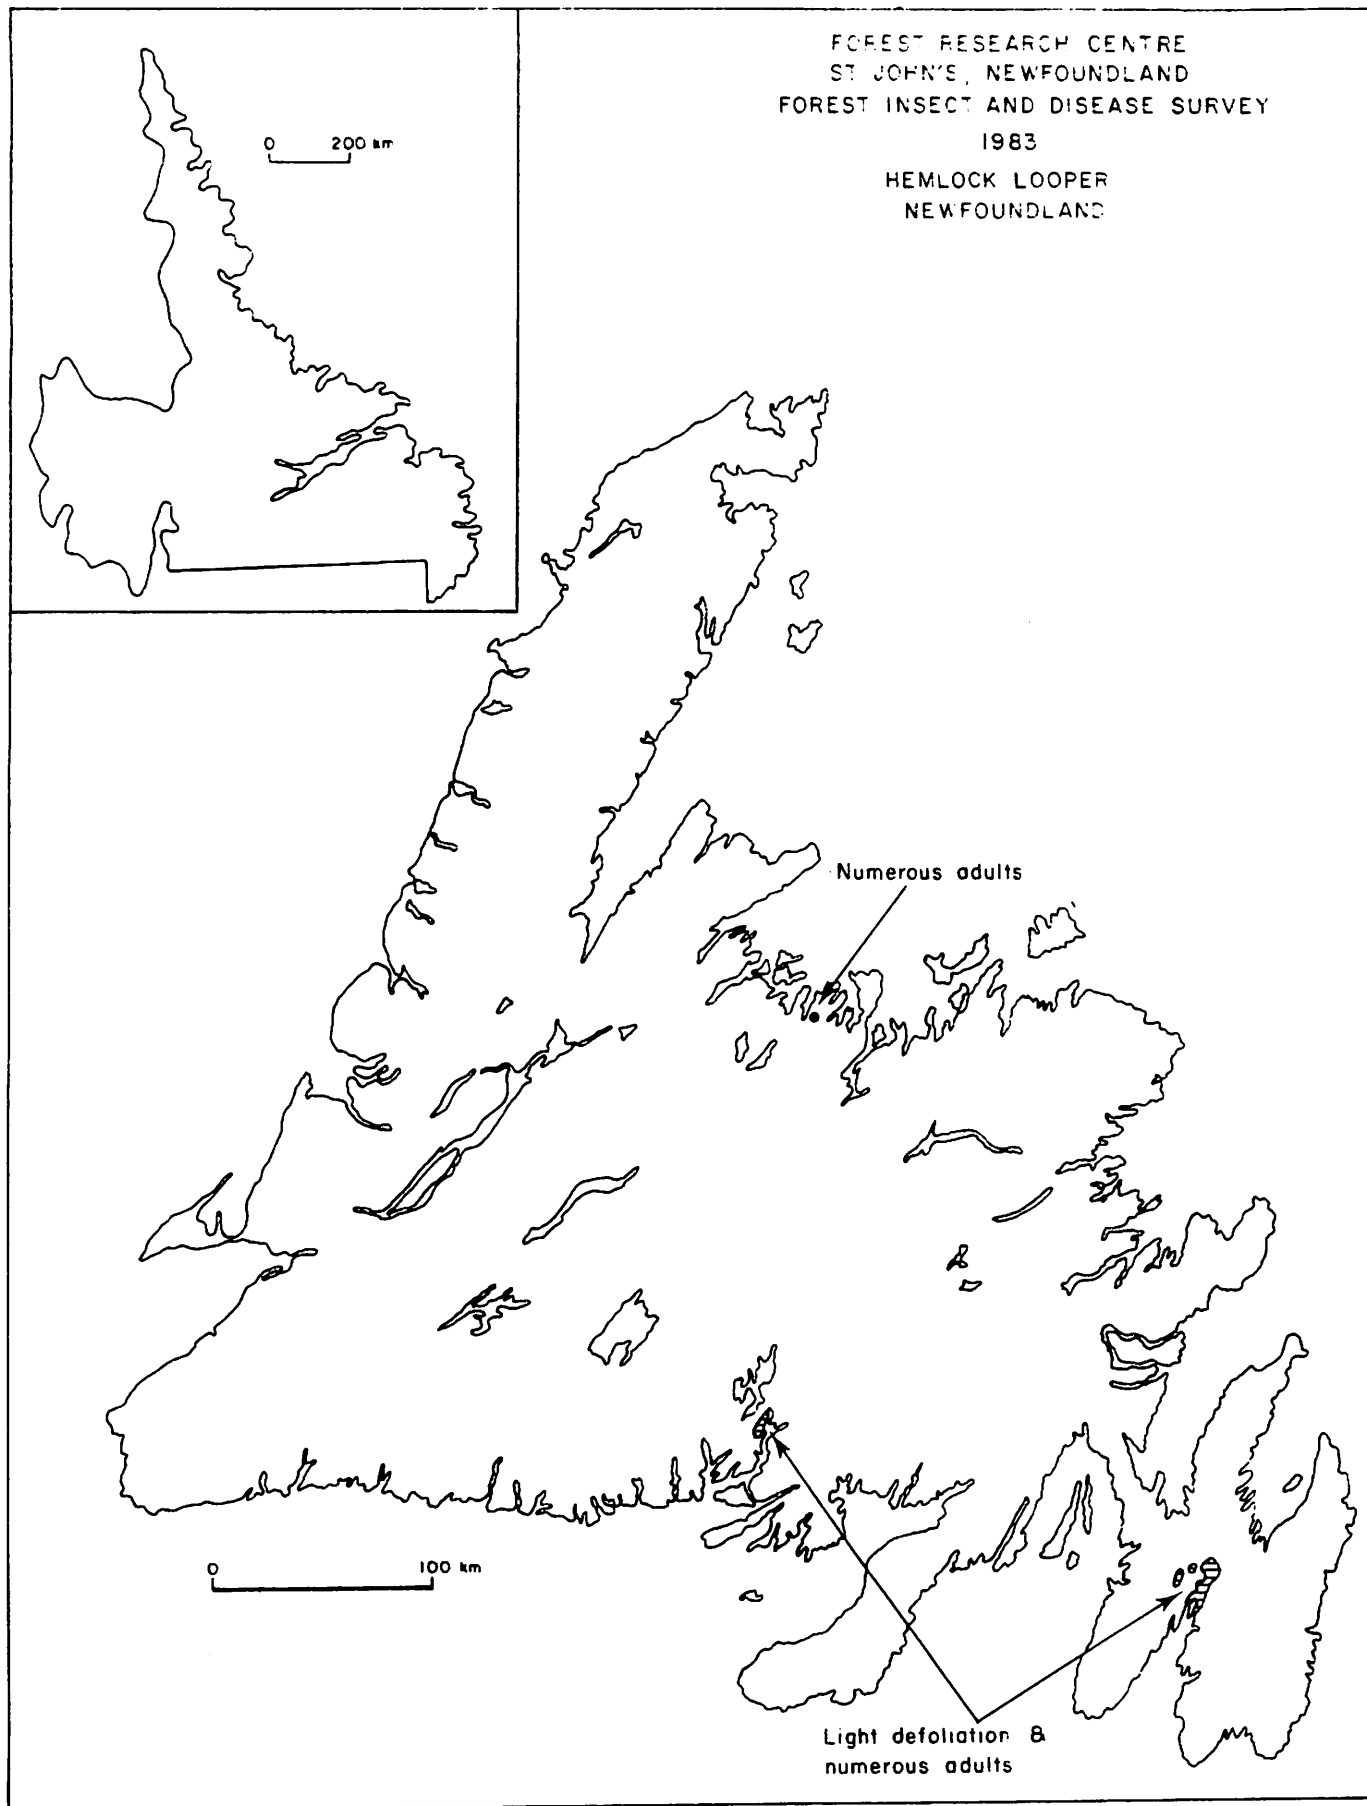 FOREST RESEARCH CENTRE
ST JOHN'S, NEWFOUNDLAND
FOREST INSECT AND DISEASE SURVEY
1983
HEMLOCK LOOPER
NEWFOUNDLAND
0 200 km
Numerous adults
0 100 km
Light defoliation &
numerous adults